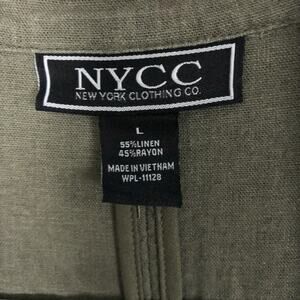 NYCC
NEW YORK CLOTHING CO.
L
55%LINEN
45%RAYON
MADE IN VIETNAM
WPL-11128